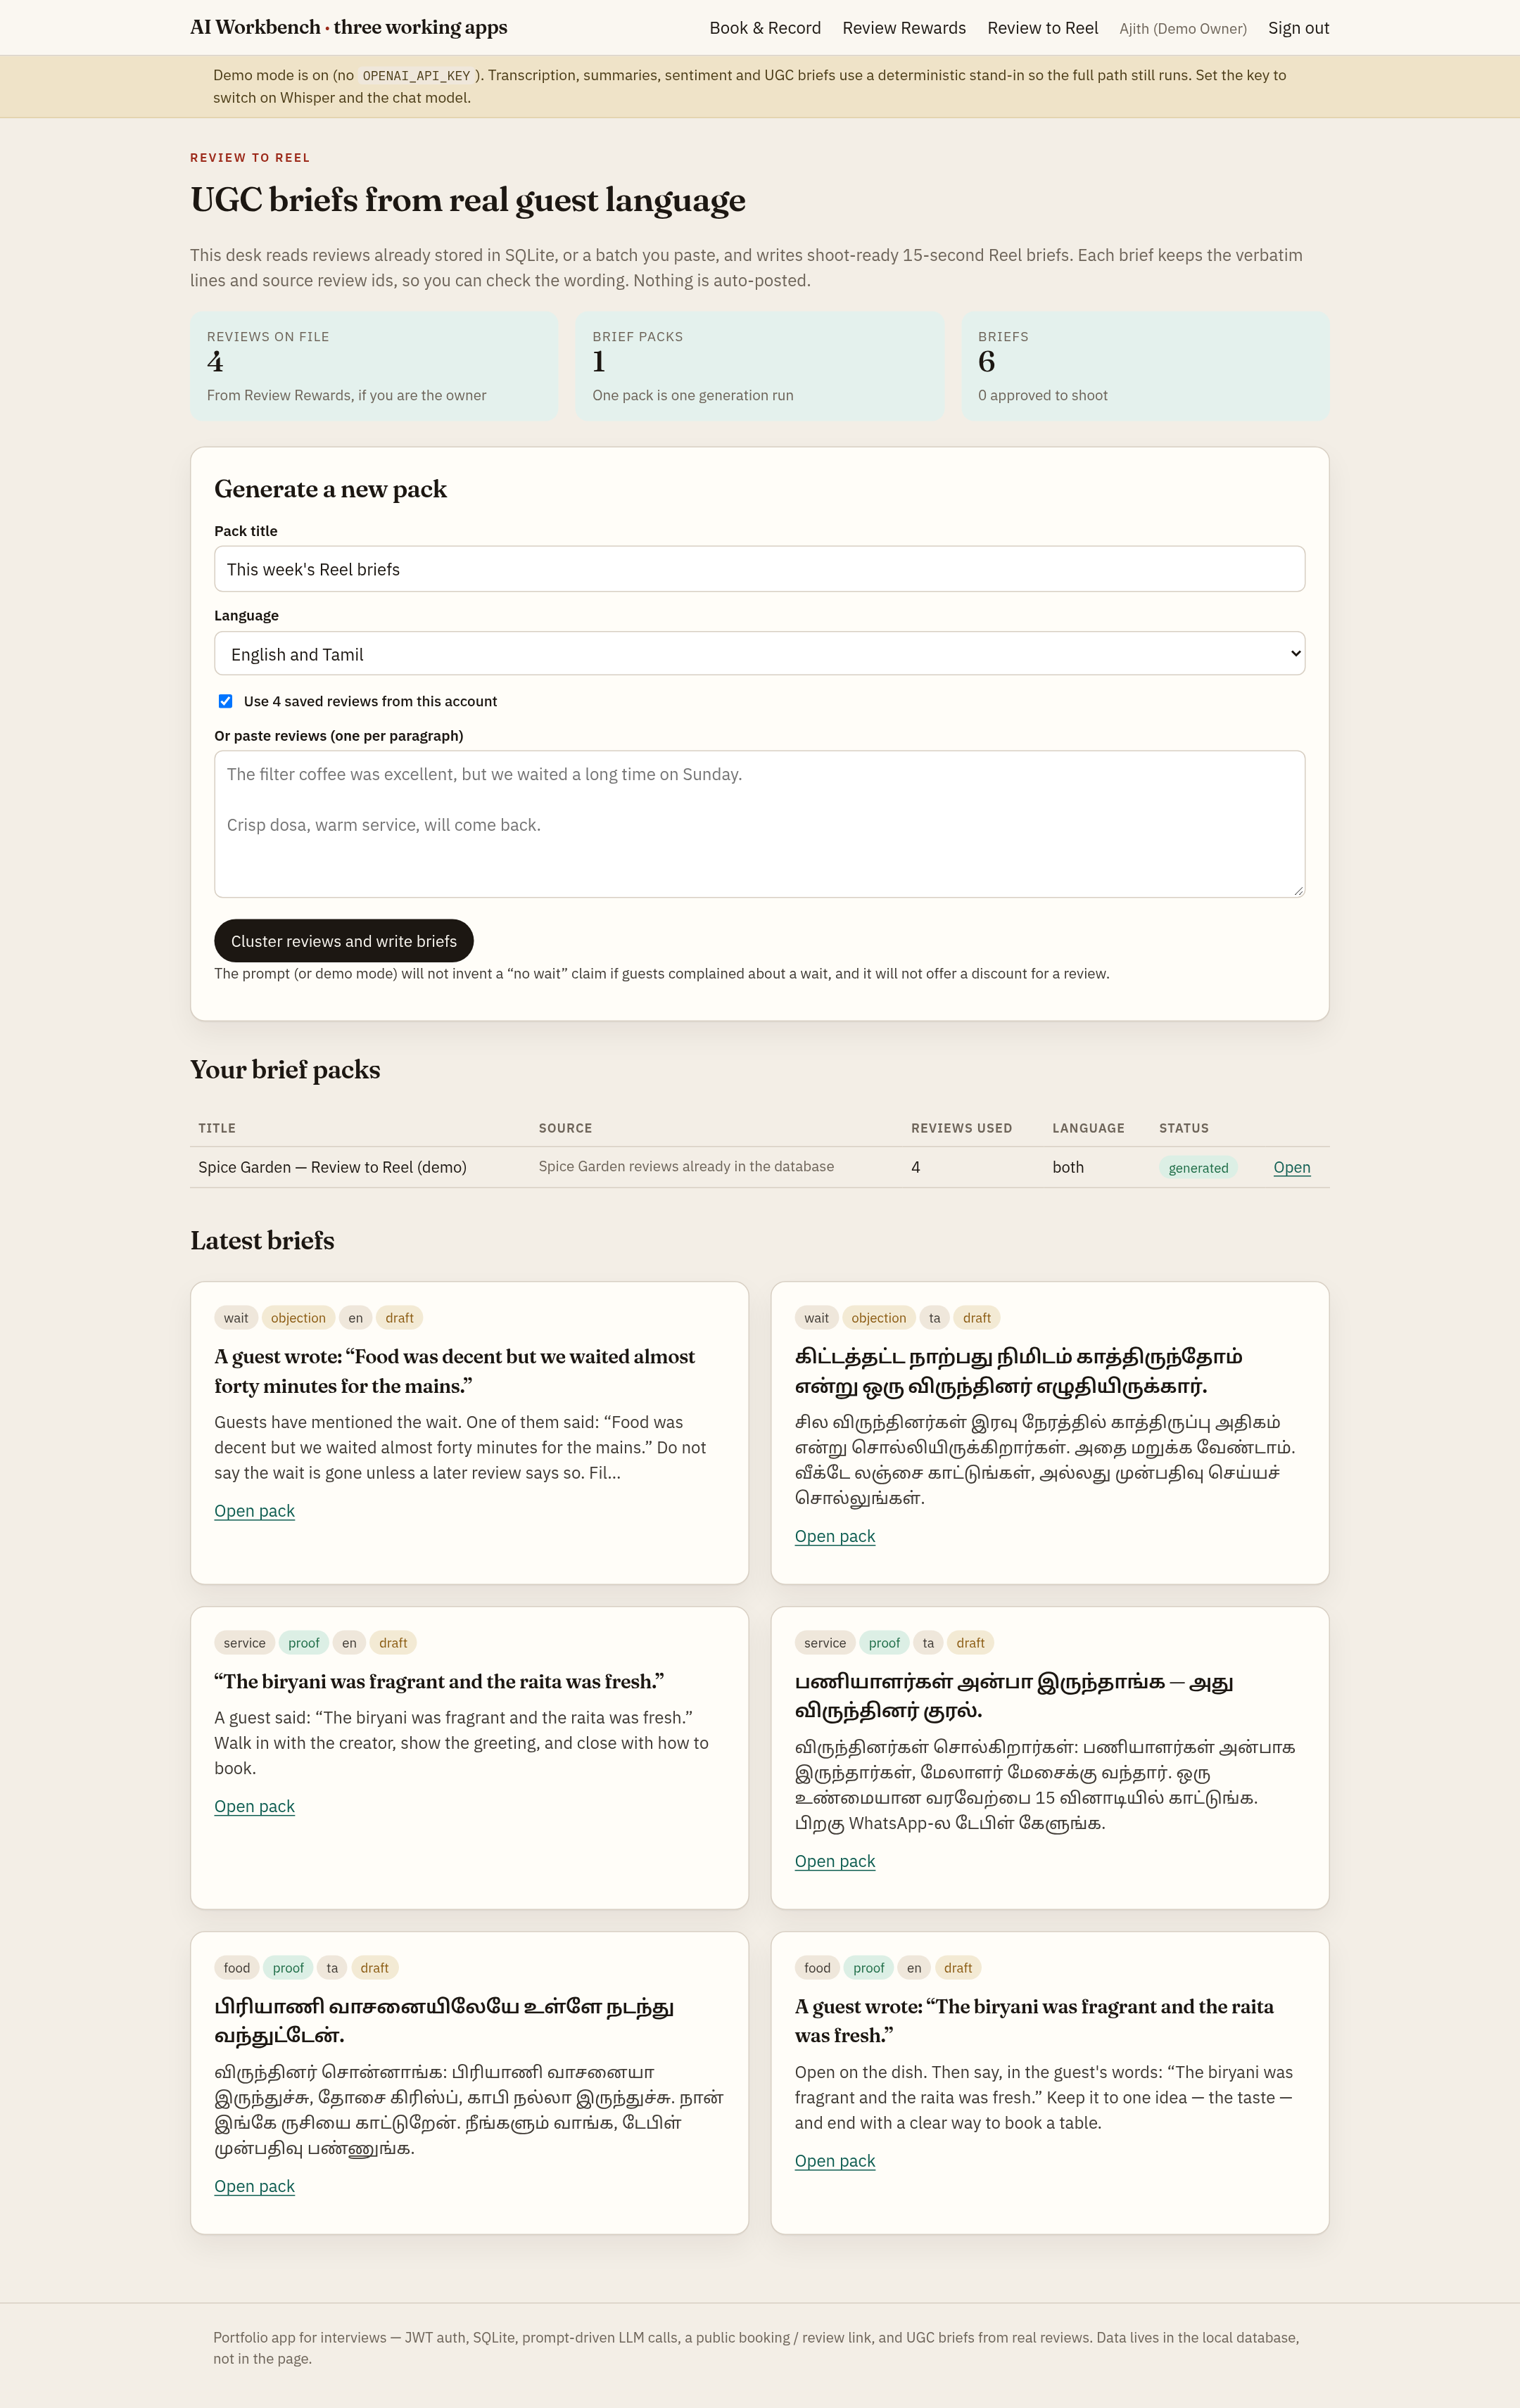 AI Workbench · three working apps
Book & Record
Review Rewards
Review to Reel
Ajith (Demo Owner)
Sign out
Demo mode is on (no OPENAI_API_KEY). Transcription, summaries, sentiment and UGC briefs use a deterministic stand-in so the full path still runs. Set the key to
switch on Whisper and the chat model.
REVIEW TO REEL
UGC briefs from real guest language
This desk reads reviews already stored in SQLite, or a batch you paste, and writes shoot-ready 15-second Reel briefs. Each brief keeps the verbatim
lines and source review ids, so you can check the wording. Nothing is auto-posted.
REVIEWS ON FILE
4
From Review Rewards, if you are the owner
BRIEF PACKS
1
One pack is one generation run
BRIEFS
6
0 approved to shoot
Generate a new pack
Pack title
This week's Reel briefs
Language
English and Tamil
Use 4 saved reviews from this account
Or paste reviews (one per paragraph)
The filter coffee was excellent, but we waited a long time on Sunday.
Crisp dosa, warm service, will come back.
Cluster reviews and write briefs
The prompt (or demo mode) will not invent a “no wait” claim if guests complained about a wait, and it will not offer a discount for a review.
Your brief packs
TITLE SOURCE REVIEWS USED LANGUAGE STATUS
Spice Garden — Review to Reel (demo) Spice Garden reviews already in the database 4 both generated Open
Latest briefs
wait objection en draft
A guest wrote: “Food was decent but we waited almost
forty minutes for the mains.”
Guests have mentioned the wait. One of them said: “Food was
decent but we waited almost forty minutes for the mains.” Do not
say the wait is gone unless a later review says so. Fil...
Open pack
wait objection ta draft
கிட்டத்தட்ட நாற்பது நிமிடம் காத்திருந்தோம்
என்று ஒரு விருந்தினர் எழுதியிருக்கார்.
சில விருந்தினர்கள் இரவு நேரத்தில் காத்திருப்பு அதிகம்
என்று சொல்லியிருக்கிறார்கள். அதை மறுக்க வேண்டாம்.
வீக்டே லஞ்சை காட்டுங்கள், அல்லது முன்பதிவு செய்யச்
சொல்லுங்கள்.
Open pack
service proof en draft
“The biryani was fragrant and the raita was fresh.”
A guest said: “The biryani was fragrant and the raita was fresh.”
Walk in with the creator, show the greeting, and close with how to
book.
Open pack
service proof ta draft
பணியாளர்கள் அன்பா இருந்தாங்க — அது
விருந்தினர் குரல்.
விருந்தினர்கள் சொல்கிறார்கள்: பணியாளர்கள் அன்பாக
இருந்தார்கள், மேலாளர் மேசைக்கு வந்தார். ஒரு
உண்மையான வரவேற்பை 15 வினாடியில் காட்டுங்க.
பிறகு WhatsApp-ல டேபிள் கேளுங்க.
Open pack
food proof ta draft
பிரியாணி வாசனையிலேயே உள்ளே நடந்து
வந்துட்டேன்.
விருந்தினர் சொன்னாங்க: பிரியாணி வாசனையா
இருந்துச்சு, தோசை கிரிஸ்ப், காபி நல்லா இருந்துச்சு. நான்
இங்கே ருசியை காட்டுறேன். நீங்களும் வாங்க, டேபிள்
முன்பதிவு பண்ணுங்க.
Open pack
food proof en draft
A guest wrote: “The biryani was fragrant and the raita
was fresh.”
Open on the dish. Then say, in the guest's words: “The biryani was
fragrant and the raita was fresh.” Keep it to one idea — the taste —
and end with a clear way to book a table.
Open pack
Portfolio app for interviews — JWT auth, SQLite, prompt-driven LLM calls, a public booking / review link, and UGC briefs from real reviews. Data lives in the local database,
not in the page.